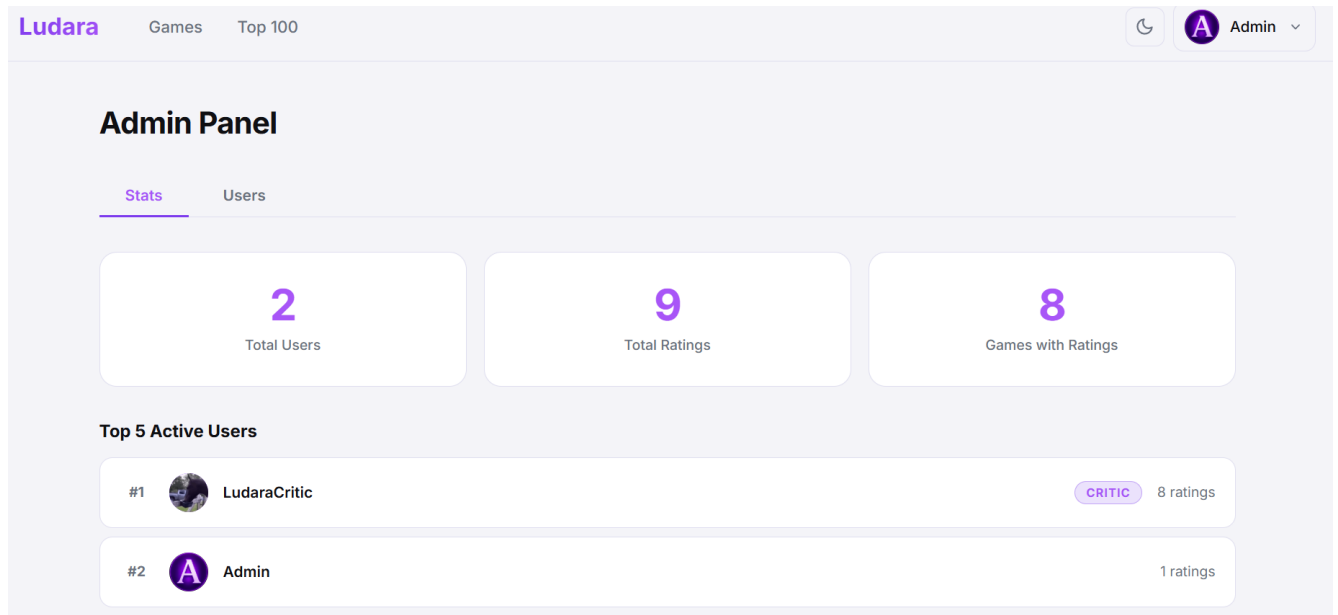 Ludara Games Top 100 Admin
Admin Panel
Stats Users
2 9 8
Total Users Total Ratings Games with Ratings
Top 5 Active Users
#1 LudaraCritic CRITIC 8 ratings
#2 A Admin 1 ratings